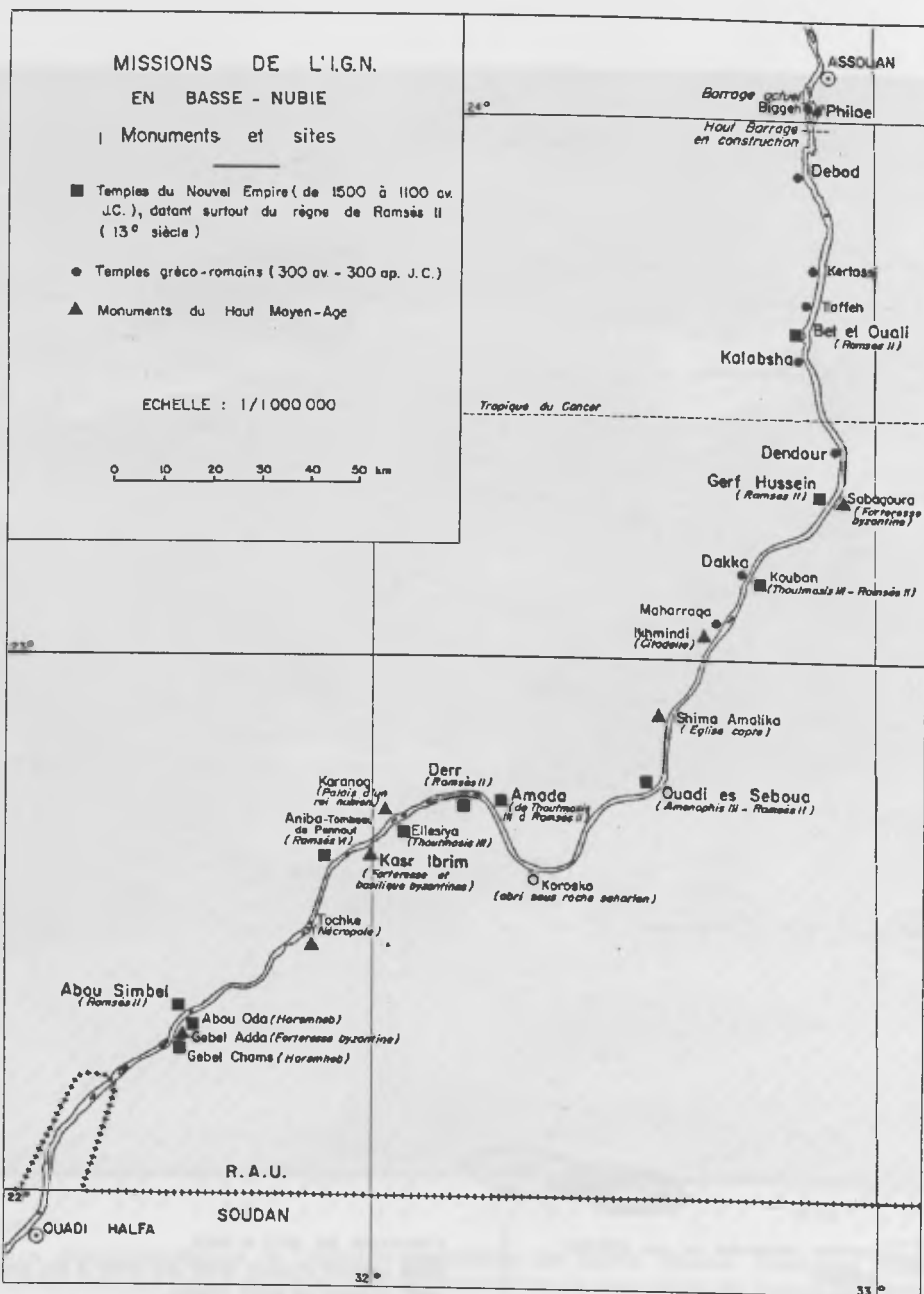 MISSIONS DE L'I.G.N.
EN BASSE - NUBIE
Monuments et sites
■ Temples du Nouvel Empire (de 1500 à 1100 av.
J.C.), datant surtout du règne de Ramsès II
(13° siècle)
● Temples gréco-romains (300 av. - 300 ap. J.C.)
▲ Monuments du Haut Moyen-Age
ECHELLE : 1/1 000 000
0 10 20 30 40 50 km
ASSOUAN
Barrage actuel
Biggeh
Philae
24°
Haut Barrage
en construction
Debod
Kertassi
Taffeh
Bet el Ouali
(Ramsès II)
Kalabsha
Tropique du Cancer
Dendour
Gerf Hussein
(Ramses II)
Sabagoura
(Forteresse
byzantine)
Dakka
Kouban
(Thoutmosis III - Ramsès II)
Maharraqa
Ikhmindi
(Citadelle)
23°
Shima Amalika
(Eglise copte)
Derr
(Ramsès II)
Karanog
(Palais d'un
roi nubien)
Amada
(de Thoutmosis
III à Ramsès II)
Ouadi es Seboua
(Amenophis III - Ramsès II)
Aniba-Tombeau
de Pennout
(Ramsès VI)
Ellesiya
(Thoutmosis III)
Kasr Ibrim
(Forteresse et
basilique byzantines)
Korosko
(abri sous roche saharien)
Tochke
(Nécropole)
Abou Simbel
(Ramsès II)
Abou Oda (Horemheb)
Gebel Adda (Forteresse byzantine)
Gebel Chams (Horemheb)
R.A.U.
22°
SOUDAN
OUADI HALFA
32°
33°